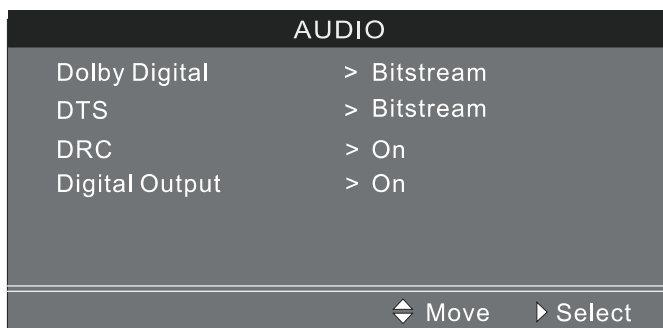 AUDIO
Dolby Digital > Bitstream
DTS > Bitstream
DRC > On
Digital Output > On
Move Select